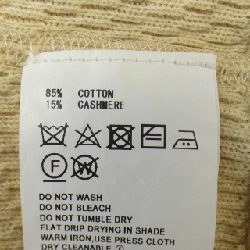 85% COTTON
15% CASHMERE
F W
DO NOT WASH
DO NOT BLEACH
DO NOT TUMBLE DRY
FLAT DRIP DRYING IN SHADE
WARM IRON, USE PRESS CLOTH
DRY CLEANABLE Ⓕ